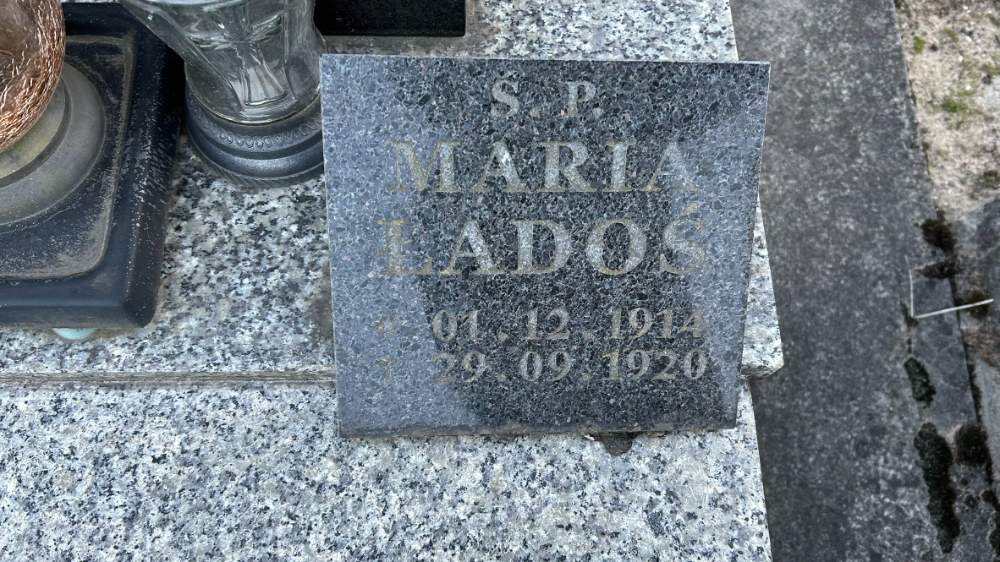 Ś. P.
MARIA
ŁADOŚ
* 01. 12. 1914
† 29. 09. 1920